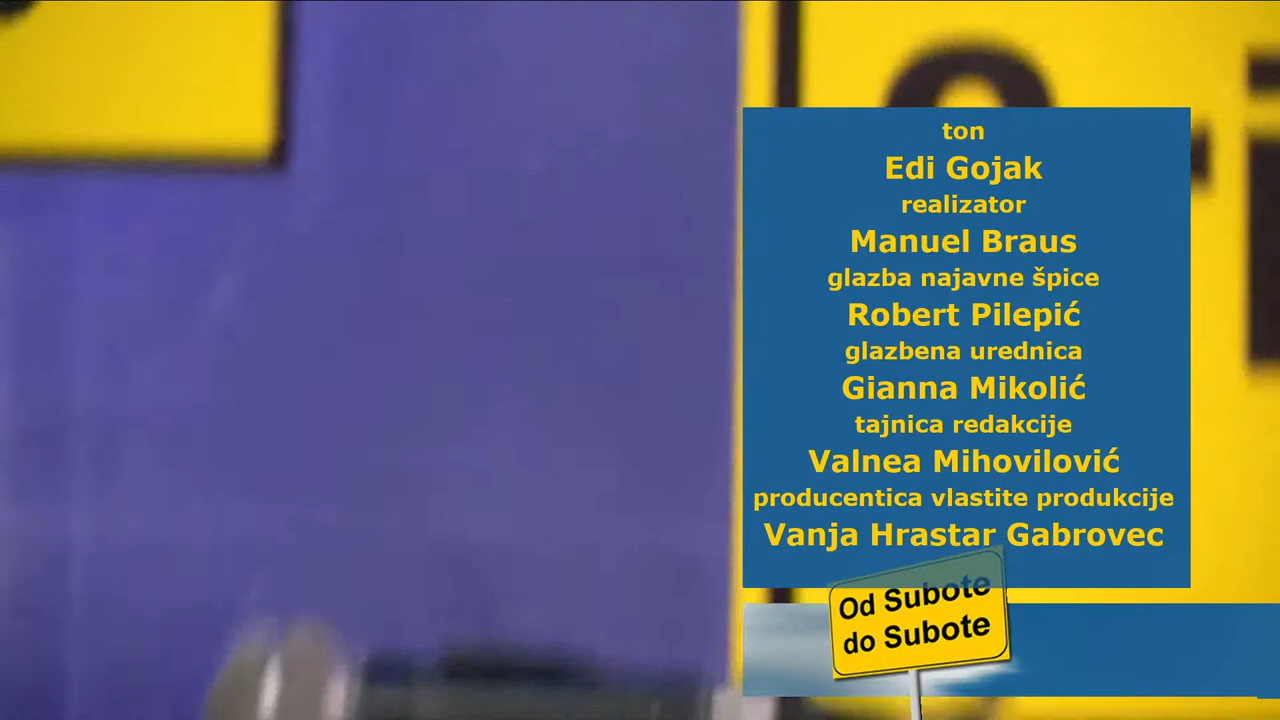 ton
Edi Gojak
realizator
Manuel Braus
glazba najavne špice
Robert Pilepić
glazbena urednica
Gianna Mikolić
tajnica redakcije
Valnea Mihovilović
producentica vlastite produkcije
Vanja Hrastar Gabrovec
Od Subote
do Subote